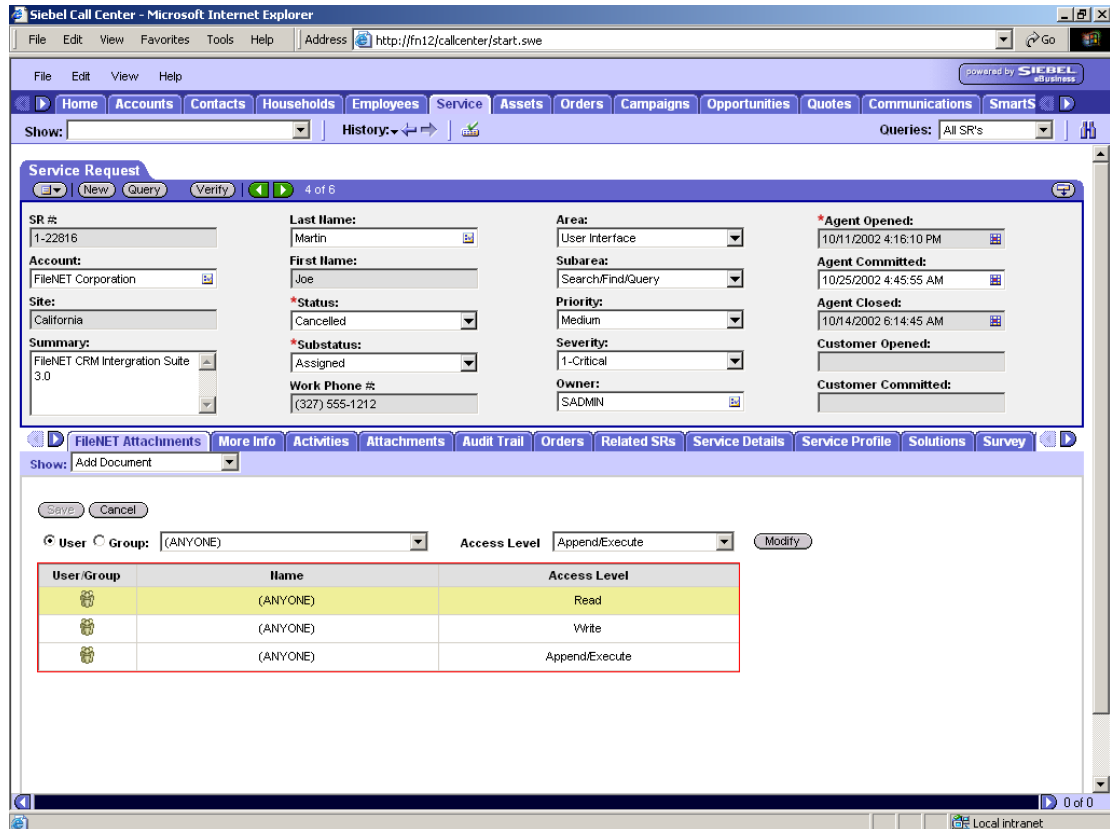 Siebel Call Center - Microsoft Internet Explorer
File Edit View Favorites Tools Help Address http://fn12/callcenter/start.swe Go
File Edit View Help powered by SIEBEL eBusiness
Home Accounts Contacts Households Employees Service Assets Orders Campaigns Opportunities Quotes Communications SmartS
Show: History: Queries: All SR's
Service Request
New Query Verify 4 of 6
SR #: Last Name: Area: *Agent Opened:
1-22816 Martin User Interface 10/11/2002 4:16:10 PM
Account: First Name: Subarea: Agent Committed:
FileNET Corporation Joe Search/Find/Query 10/25/2002 4:45:55 AM
Site: *Status: Priority: Agent Closed:
California Cancelled Medium 10/14/2002 6:14:45 AM
Summary: *Substatus: Severity: Customer Opened:
FileNET CRM Intergration Suite Assigned 1-Critical
3.0 Work Phone #: Owner: Customer Committed:
(327) 555-1212 SADMIN
FileNET Attachments More Info Activities Attachments Audit Trail Orders Related SRs Service Details Service Profile Solutions Survey
Show: Add Document
Save Cancel
User Group: (ANYONE) Access Level Append/Execute Modify
User/Group Name Access Level
(ANYONE) Read
(ANYONE) Write
(ANYONE) Append/Execute
0 of 0
Local intranet